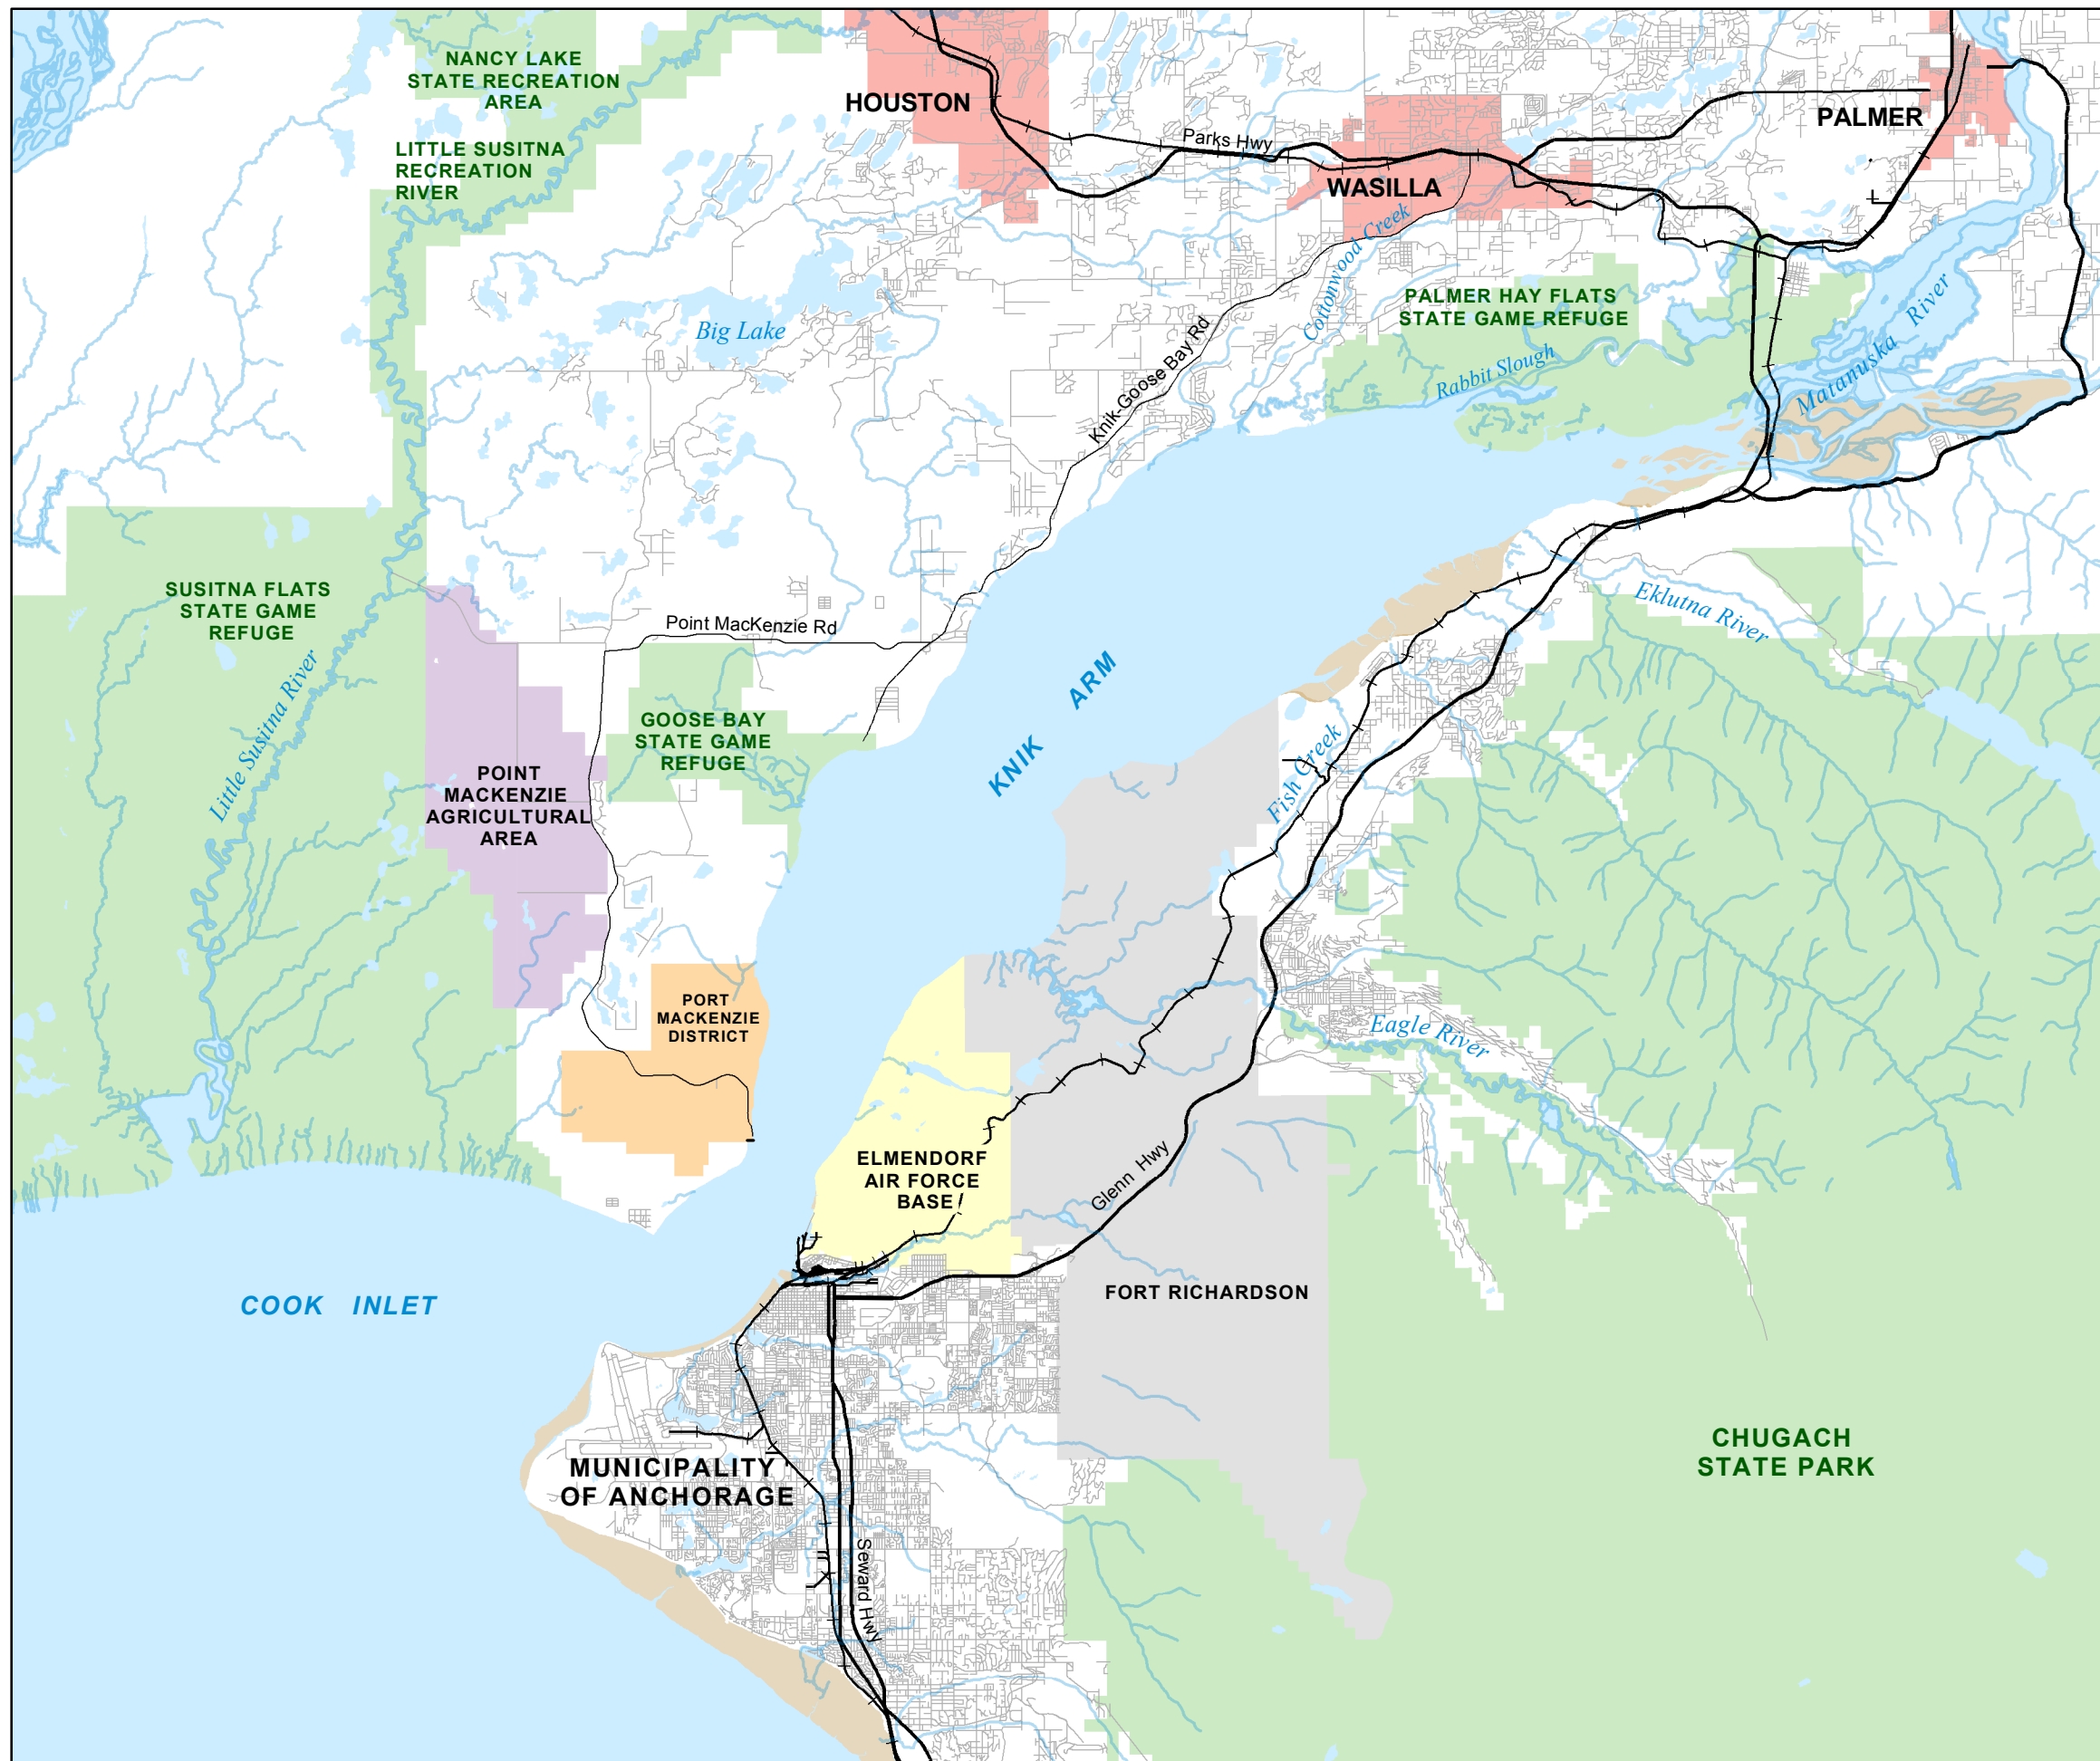 NANCY LAKE
STATE RECREATION
AREA
HOUSTON
PALMER
Parks Hwy
LITTLE SUSITNA
RECREATION
RIVER
WASILLA
Cottonwood Creek
PALMER HAY FLATS
STATE GAME REFUGE
Big Lake
Knik-Goose Bay Rd
Rabbit Slough
Matanuska River
SUSITNA FLATS
STATE GAME
REFUGE
Eklutna River
Point MacKenzie Rd
Little Susitna River
KNIK ARM
GOOSE BAY
STATE GAME
REFUGE
Fish Creek
POINT
MACKENZIE
AGRICULTURAL
AREA
PORT
MACKENZIE
DISTRICT
Eagle River
ELMENDORF
AIR FORCE
BASE
Glenn Hwy
COOK INLET
FORT RICHARDSON
CHUGACH
STATE PARK
MUNICIPALITY
OF ANCHORAGE
Seward Hwy